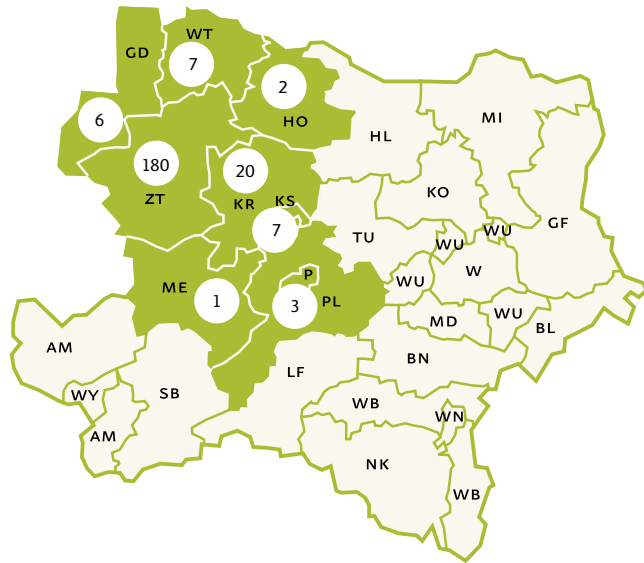 WT
GD
7
2
6
HO
MI
HL
180
20
ZT
KR
KS
KO
7
TU
WU
WU
GF
ME
P
WU
W
1
3
PL
MD
WU
BL
AM
BN
LF
WY
SB
WB
WN
AM
NK
WB